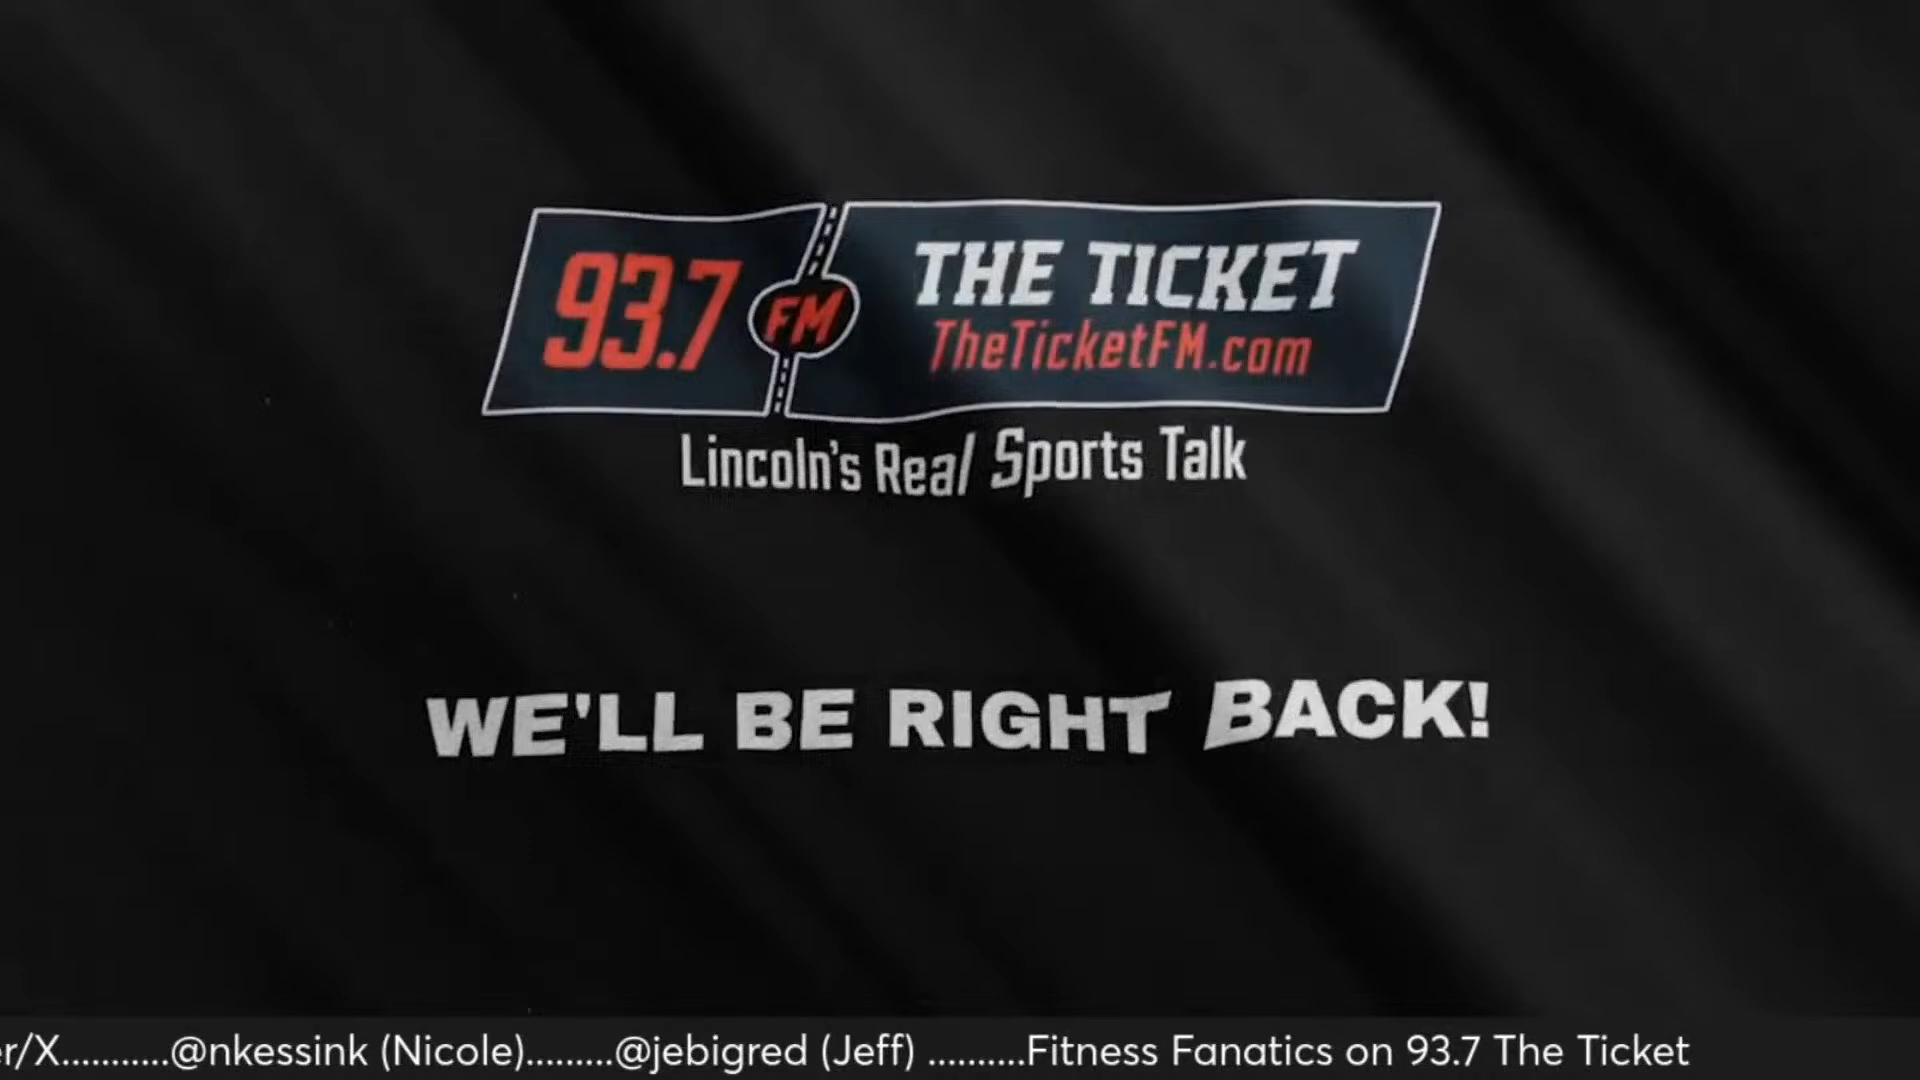 93.7 FM THE TICKET
TheTicketFM.com
Lincoln's Real Sports Talk
WE'LL BE RIGHT BACK!
er/X...........@nkessink (Nicole).........@jebigred (Jeff) ..........Fitness Fanatics on 93.7 The Ticket